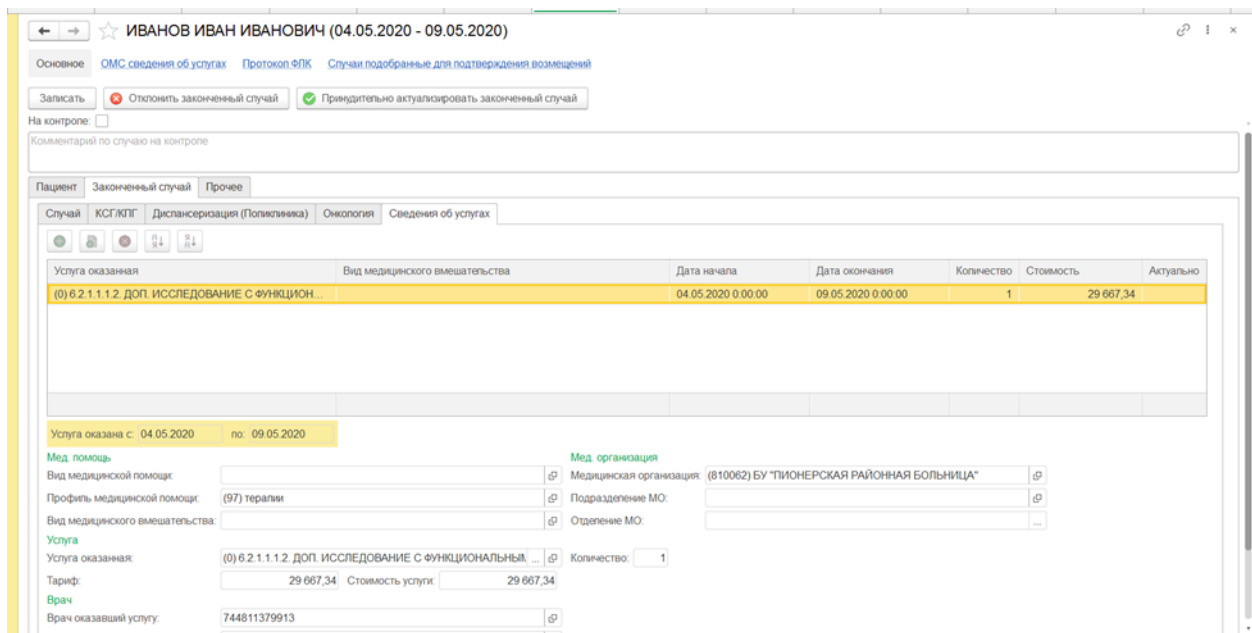 ИВАНОВ ИВАН ИВАНОВИЧ (04.05.2020 - 09.05.2020)
Основное ОМС сведения об услугах Протокол ФЛК Случаи подобранные для подтверждения возмещений
Записать Отклонить законченный случай Принудительно актуализировать законченный случай
На контроле:
Комментарий по случаю на контроле
Пациент Законченный случай Прочее
Случай КСГ/КПГ Диспансеризация (Поликлиника) Онкология Сведения об услугах
Услуга оказанная Вид медицинского вмешательства Дата начала Дата окончания Количество Стоимость Актуально
(0) 6.2.1.1.1.2. ДОП. ИССЛЕДОВАНИЕ С ФУНКЦИОН... 04.05.2020 0:00:00 09.05.2020 0:00:00 1 29 667,34
Услуга оказана с: 04.05.2020 по: 09.05.2020
Мед. помощь Мед. организация
Вид медицинской помощи: Медицинская организация: (810062) БУ "ПИОНЕРСКАЯ РАЙОННАЯ БОЛЬНИЦА"
Профиль медицинской помощи: (97) терапии Подразделение МО:
Вид медицинского вмешательства: Отделение МО:
Услуга
Услуга оказанная: (0) 6.2.1.1.1.2. ДОП. ИССЛЕДОВАНИЕ С ФУНКЦИОНАЛЬНЫМ ... Количество: 1
Тариф: 29 667,34 Стоимость услуги: 29 667,34
Врач
Врач оказавший услугу: 744811379913